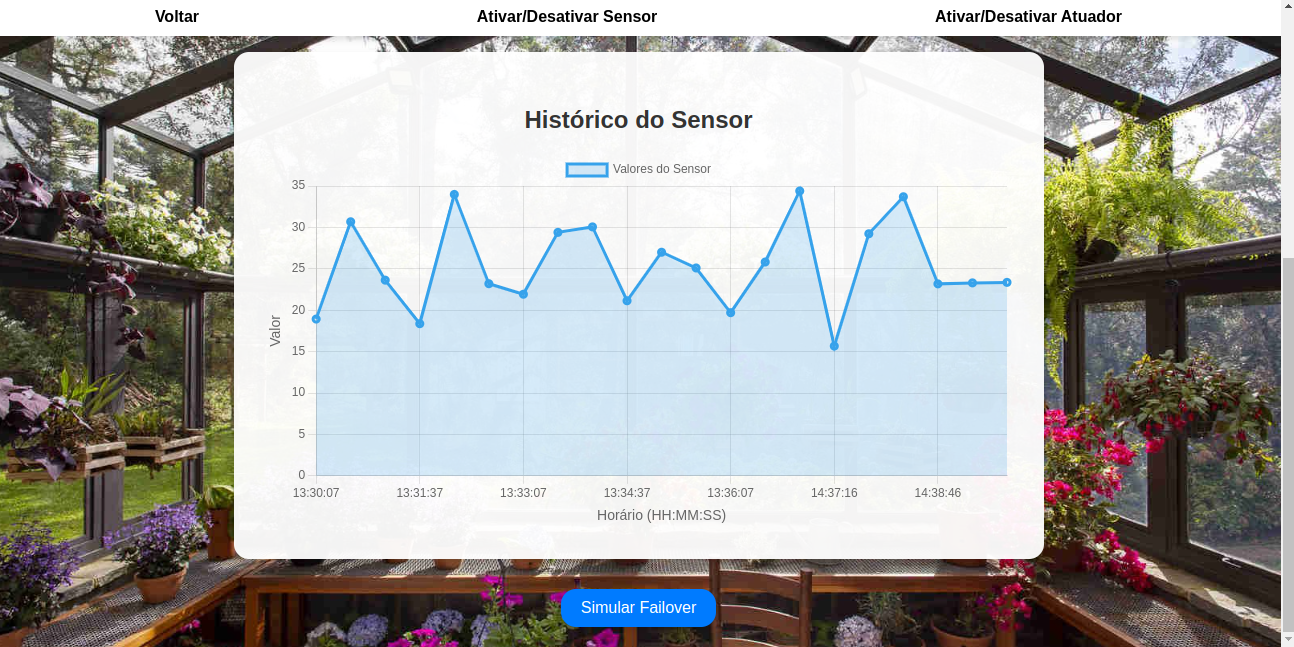 Voltar
Ativar/Desativar Sensor
Ativar/Desativar Atuador
Histórico do Sensor
Valores do Sensor
35
30
25
20
15
10
5
0
Valor
13:30:07 13:31:37 13:33:07 13:34:37 13:36:07 14:37:16 14:38:46
Horário (HH:MM:SS)
Simular Failover